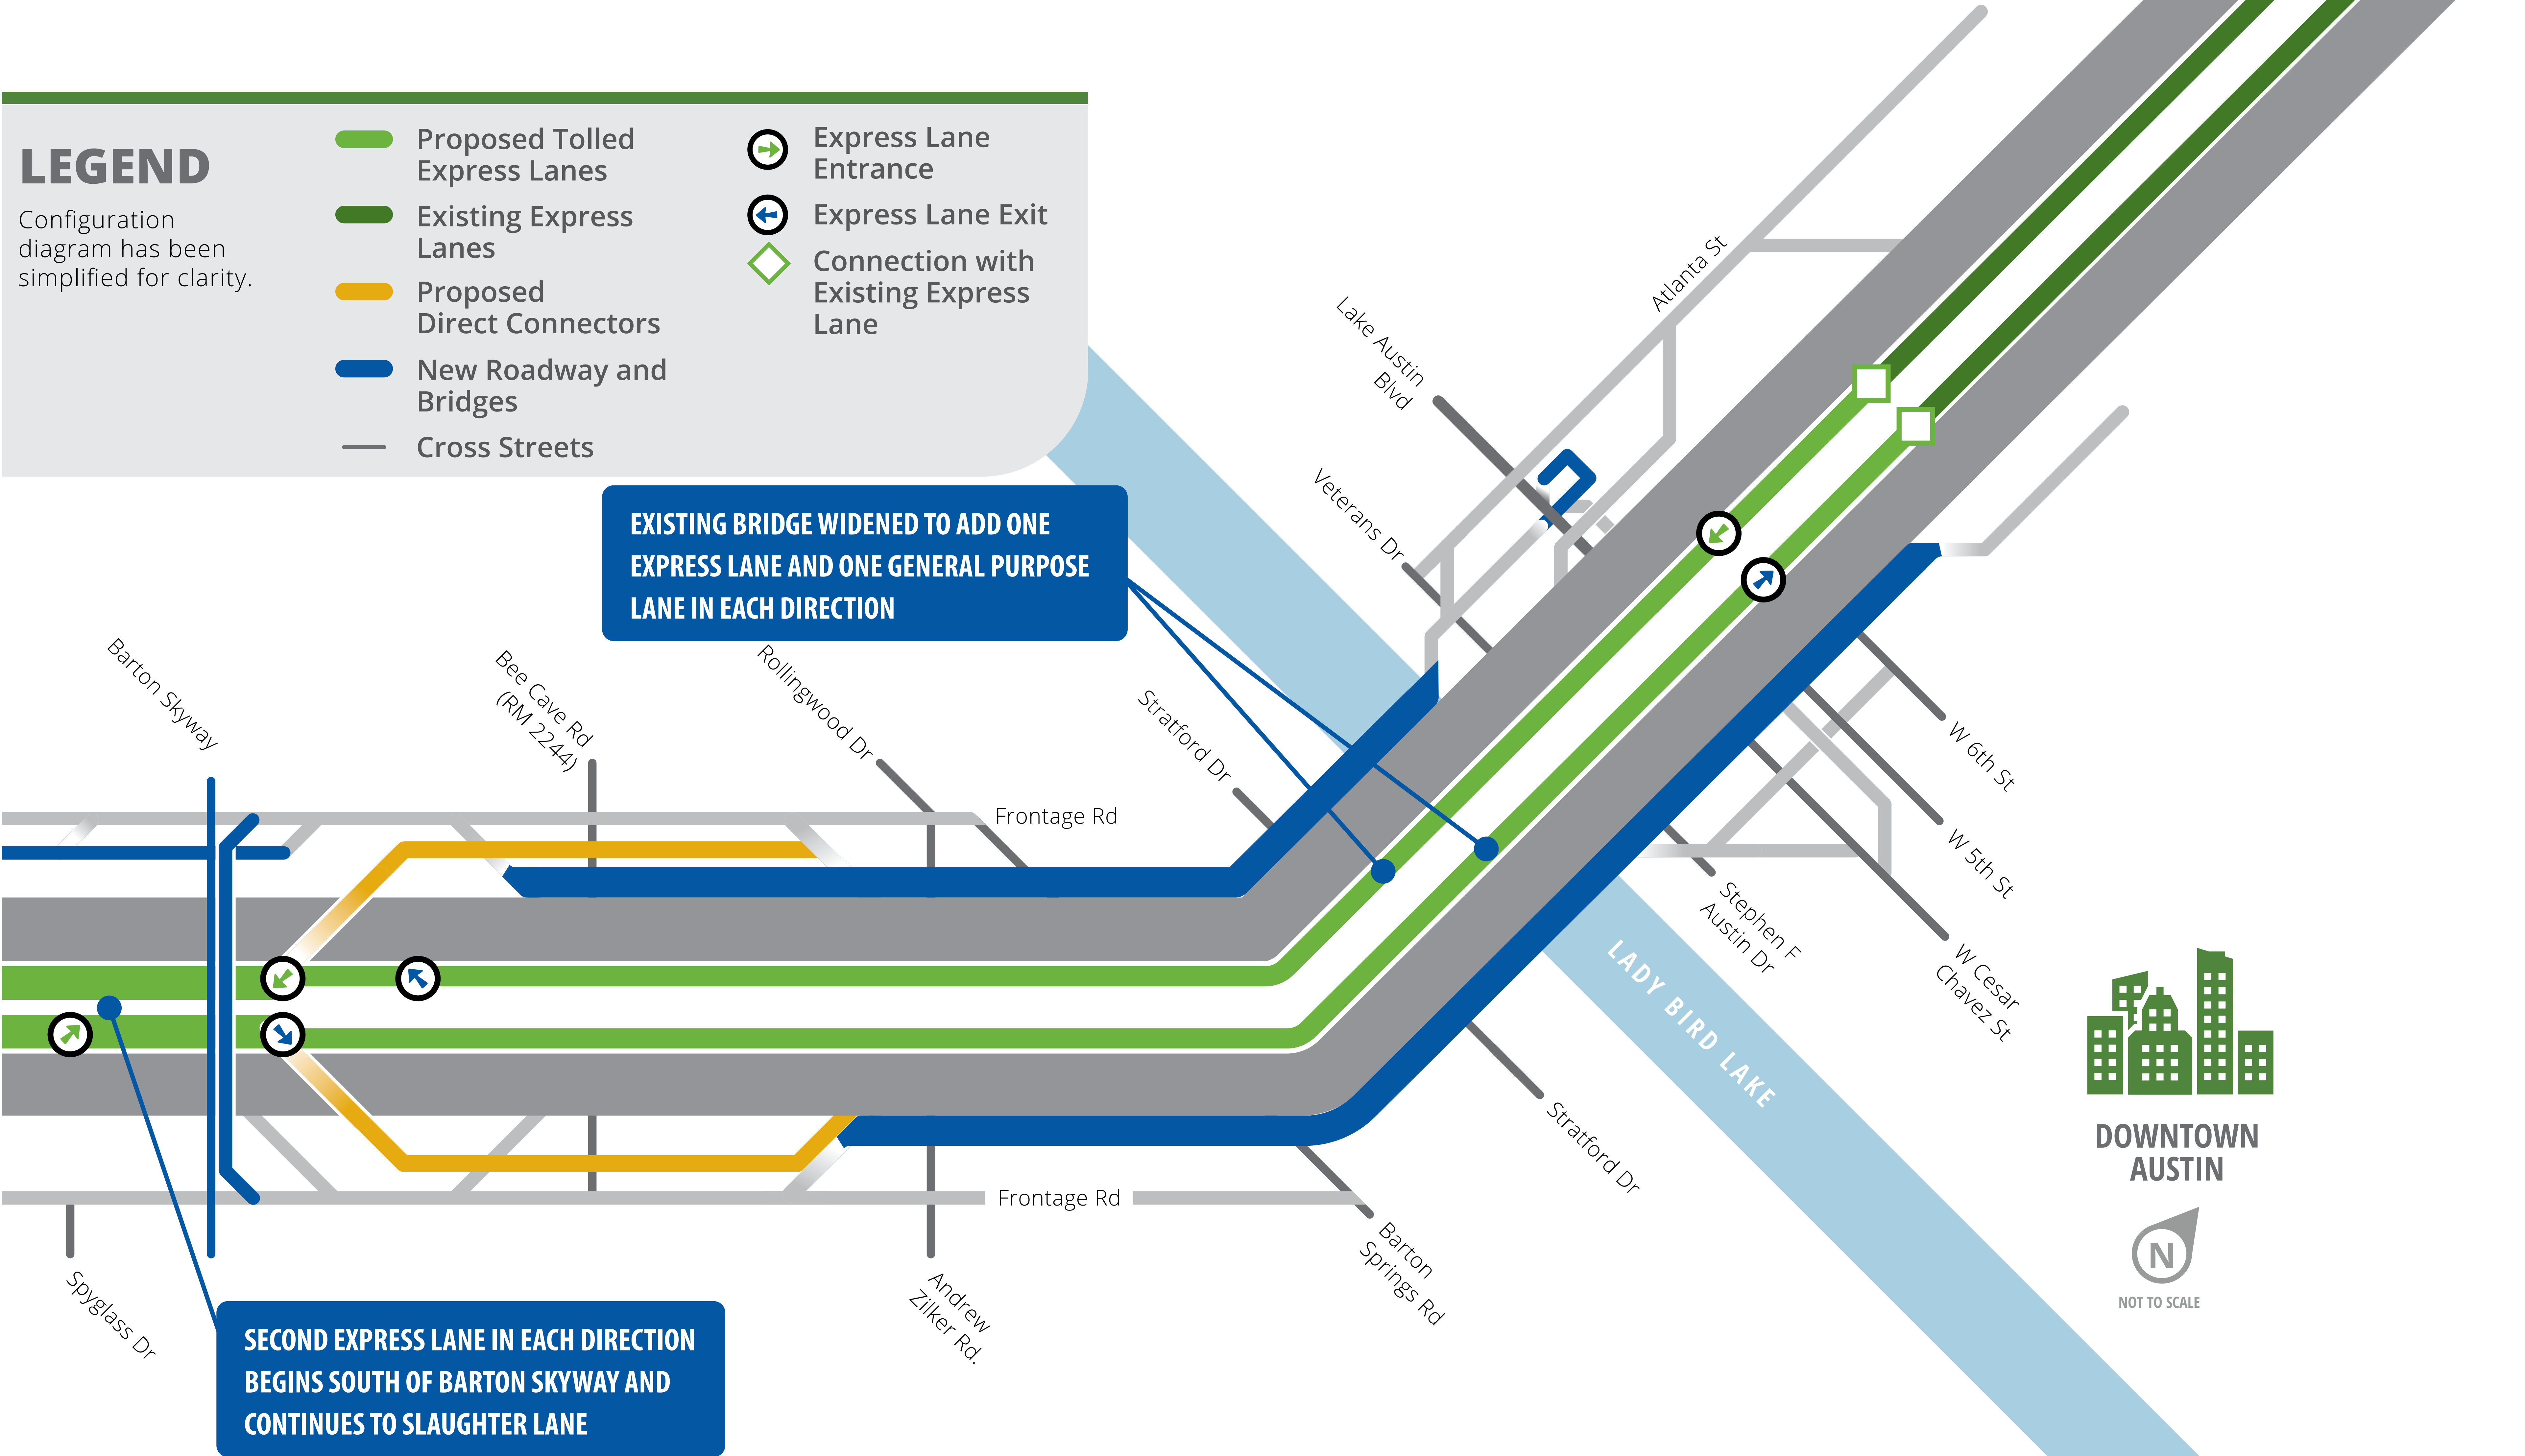 LEGEND
Configuration
diagram has been
simplified for clarity.
Proposed Tolled
Express Lanes
Existing Express
Lanes
Proposed
Direct Connectors
New Roadway and
Bridges
Cross Streets
Express Lane
Entrance
Express Lane Exit
Connection with
Existing Express
Lane
Atlanta St
Lake Austin
Blvd
Veterans Dr
EXISTING BRIDGE WIDENED TO ADD ONE
EXPRESS LANE AND ONE GENERAL PURPOSE
LANE IN EACH DIRECTION
Barton Skyway
Bee Cave Rd
(RM 2244)
Rollingwood Dr
Stratford Dr
Frontage Rd
W 6th St
W 5th St
Stephen F
Austin Dr
W Cesar
Chavez St
LADY BIRD LAKE
Stratford Dr
Frontage Rd
Barton
Springs Rd
Andrew
Zilker Rd.
Spyglass Dr
SECOND EXPRESS LANE IN EACH DIRECTION
BEGINS SOUTH OF BARTON SKYWAY AND
CONTINUES TO SLAUGHTER LANE
DOWNTOWN
AUSTIN
N
NOT TO SCALE